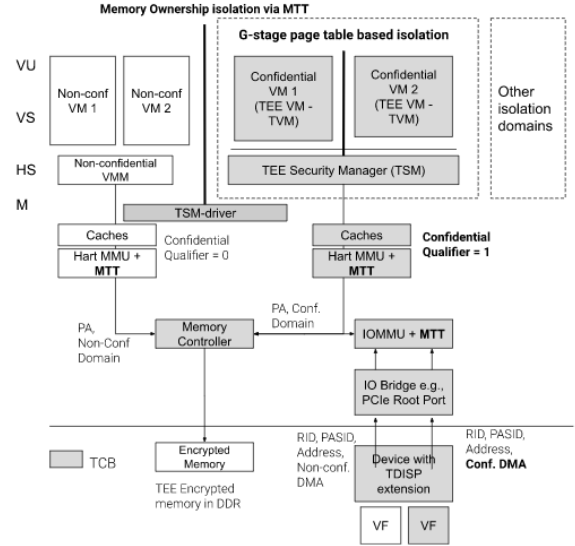 Memory Ownership isolation via MTT
G-stage page table based isolation
VU
VS
HS
M
Non-conf
VM 1
Non-conf
VM 2
Confidential
VM 1
(TEE VM -
TVM)
Confidential
VM 2
(TEE VM -
TVM)
Other
isolation
domains
Non-confidential
VMM
TEE Security Manager (TSM)
TSM-driver
Caches
Hart MMU +
MTT
Confidential
Qualifier = 0
Caches
Hart MMU +
MTT
Confidential
Qualifier = 1
PA,
Non-Conf
Domain
Memory
Controller
PA, Conf.
Domain
IOMMU + MTT
IO Bridge e.g.,
PCIe Root Port
TCB
Encrypted
Memory
TEE Encrypted
memory in DDR
RID, PASID,
Address,
Non-conf.
DMA
Device with
TDISP
extension
RID, PASID,
Address,
Conf. DMA
VF
VF